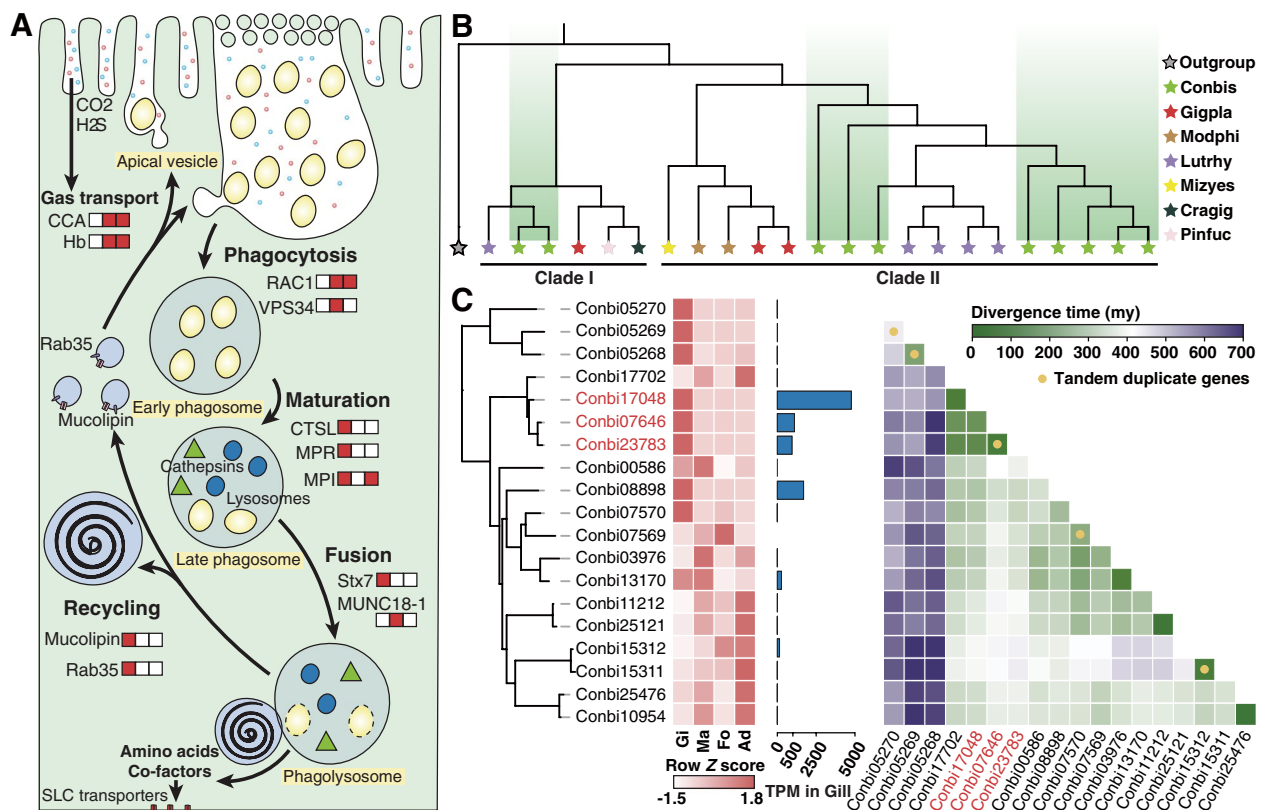 A
CO2
H2S
Apical vesicle
Gas transport
CCA
Hb
Phagocytosis
RAC1
VPS34
Rab35
Mucolipin
Early phagosome
Maturation
CTSL
MPR
MPI
Cathepsins
Lysosomes
Late phagosome
Fusion
Stx7
MUNC18-1
Recycling
Mucolipin
Rab35
Amino acids
Co-factors
SLC transporters
Phagolysosome
B
Outgroup
Conbis
Gigpla
Modphi
Lutrhy
Mizyes
Cragig
Pinfuc
Clade I
Clade II
C
Conbi05270
Conbi05269
Conbi05268
Conbi17702
Conbi17048
Conbi07646
Conbi23783
Conbi00586
Conbi08898
Conbi07570
Conbi07569
Conbi03976
Conbi13170
Conbi11212
Conbi25121
Conbi15312
Conbi15311
Conbi25476
Conbi10954
Gi Ma Fo Ad
Row Z score
-1.5 1.8
0 500 2500 5000
TPM in Gill
Divergence time (my)
0 100 200 300 400 500 600 700
Tandem duplicate genes
Conbi05270
Conbi05269
Conbi05268
Conbi17702
Conbi17048
Conbi07646
Conbi23783
Conbi00586
Conbi08898
Conbi07570
Conbi07569
Conbi03976
Conbi13170
Conbi11212
Conbi25121
Conbi15312
Conbi15311
Conbi25476